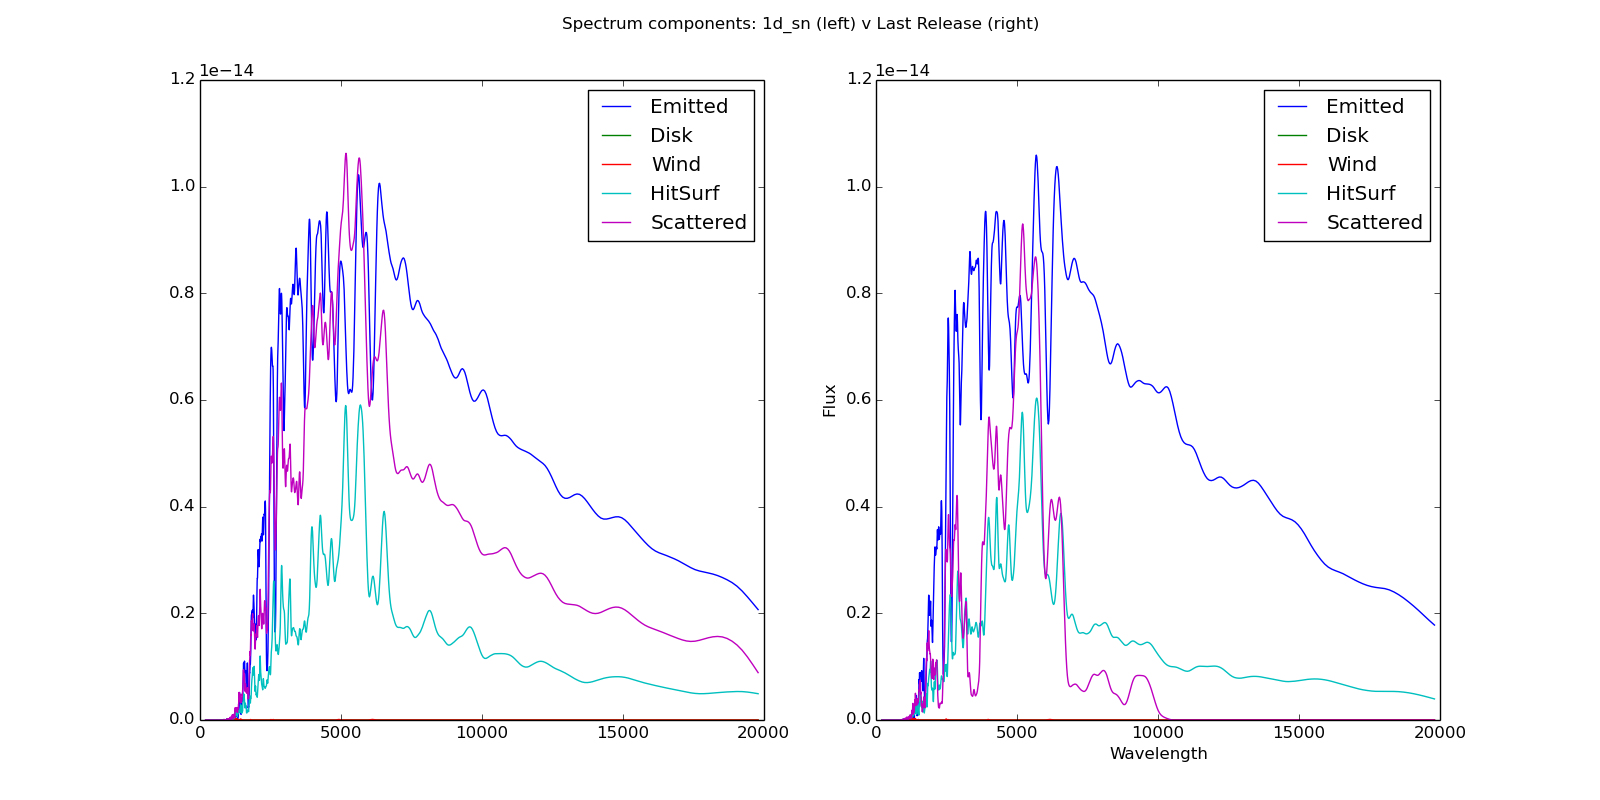 Spectrum components: 1d_sn (left) v Last Release (right)
1e−14
1.2
1.0
0.8
0.6
0.4
0.2
0.0
0
5000
10000
15000
20000
Emitted
Disk
Wind
HitSurf
Scattered
1e−14
1.2
1.0
0.8
0.6
0.4
0.2
0.0
Flux
0
5000
10000
15000
20000
Wavelength
Emitted
Disk
Wind
HitSurf
Scattered